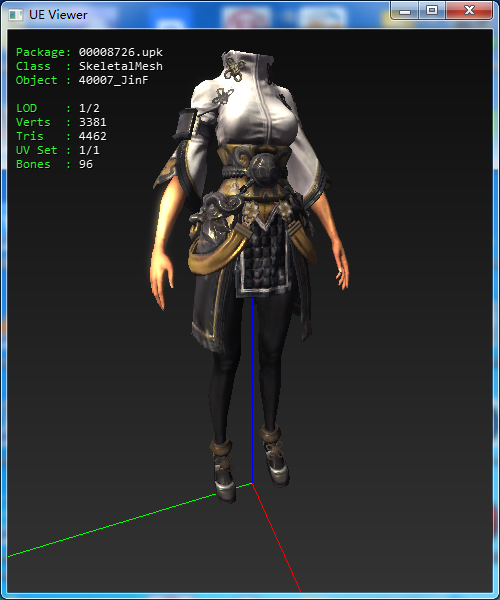 UE Viewer
Package: 00008726.upk
Class : SkeletalMesh
Object : 40007_JinF
LOD : 1/2
Verts : 3381
Tris : 4462
UV Set : 1/1
Bones : 96